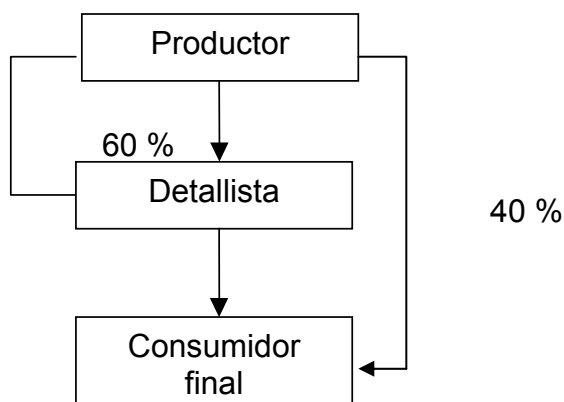 Productor
60 %
Detallista
40 %
Consumidor
final